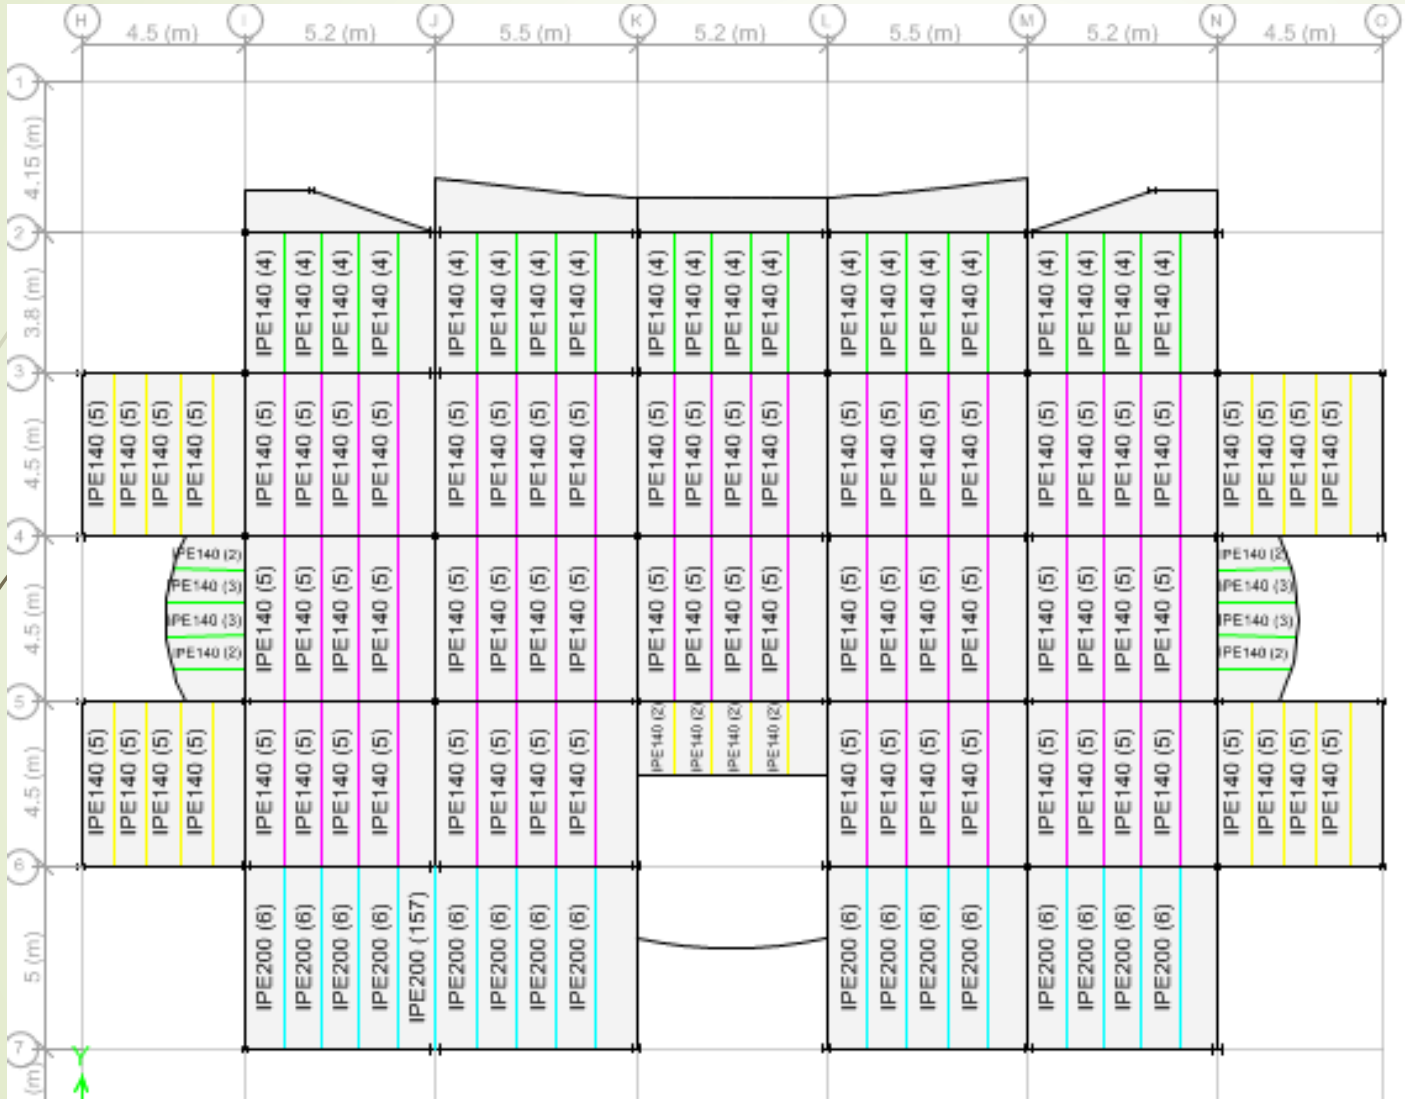 H I J K L M N O
4.5 (m) 5.2 (m) 5.5 (m) 5.2 (m) 5.5 (m) 5.2 (m) 4.5 (m)
1
4.15 (m)
2
3.8 (m)
IPE140 (4) IPE140 (4) IPE140 (4) IPE140 (4) IPE140 (4) IPE140 (4) IPE140 (4) IPE140 (4) IPE140 (4) IPE140 (4) IPE140 (4) IPE140 (4) IPE140 (4) IPE140 (4) IPE140 (4) IPE140 (4) IPE140 (4) IPE140 (4) IPE140 (4) IPE140 (4)
3
4.5 (m)
IPE140 (5) IPE140 (5) IPE140 (5) IPE140 (5) IPE140 (5) IPE140 (5) IPE140 (5) IPE140 (5) IPE140 (5) IPE140 (5) IPE140 (5) IPE140 (5) IPE140 (5) IPE140 (5) IPE140 (5) IPE140 (5) IPE140 (5) IPE140 (5) IPE140 (5) IPE140 (5) IPE140 (5) IPE140 (5) IPE140 (5) IPE140 (5) IPE140 (5) IPE140 (5) IPE140 (5) IPE140 (5)
4
4.5 (m)
IPE140 (2) IPE140 (2)
IPE140 (3) IPE140 (3)
IPE140 (5) IPE140 (5) IPE140 (5) IPE140 (5) IPE140 (5) IPE140 (5) IPE140 (5) IPE140 (5) IPE140 (5) IPE140 (5) IPE140 (5) IPE140 (5) IPE140 (5) IPE140 (5) IPE140 (5) IPE140 (5) IPE140 (5) IPE140 (5) IPE140 (5) IPE140 (5)
IPE140 (3) IPE140 (3)
IPE140 (2) IPE140 (2)
5
4.5 (m)
IPE140 (2) IPE140 (2) IPE140 (2) IPE140 (2)
IPE140 (5) IPE140 (5) IPE140 (5) IPE140 (5) IPE140 (5) IPE140 (5) IPE140 (5) IPE140 (5) IPE140 (5) IPE140 (5) IPE140 (5) IPE140 (5) IPE140 (5) IPE140 (5) IPE140 (5) IPE140 (5) IPE140 (5) IPE140 (5) IPE140 (5) IPE140 (5) IPE140 (5) IPE140 (5) IPE140 (5) IPE140 (5)
6
5 (m)
IPE200 (6) IPE200 (6) IPE200 (6) IPE200 (6) IPE200 (157) IPE200 (6) IPE200 (6) IPE200 (6) IPE200 (6) IPE200 (6) IPE200 (6) IPE200 (6) IPE200 (6) IPE200 (6) IPE200 (6) IPE200 (6) IPE200 (6)
7
Y
(m)